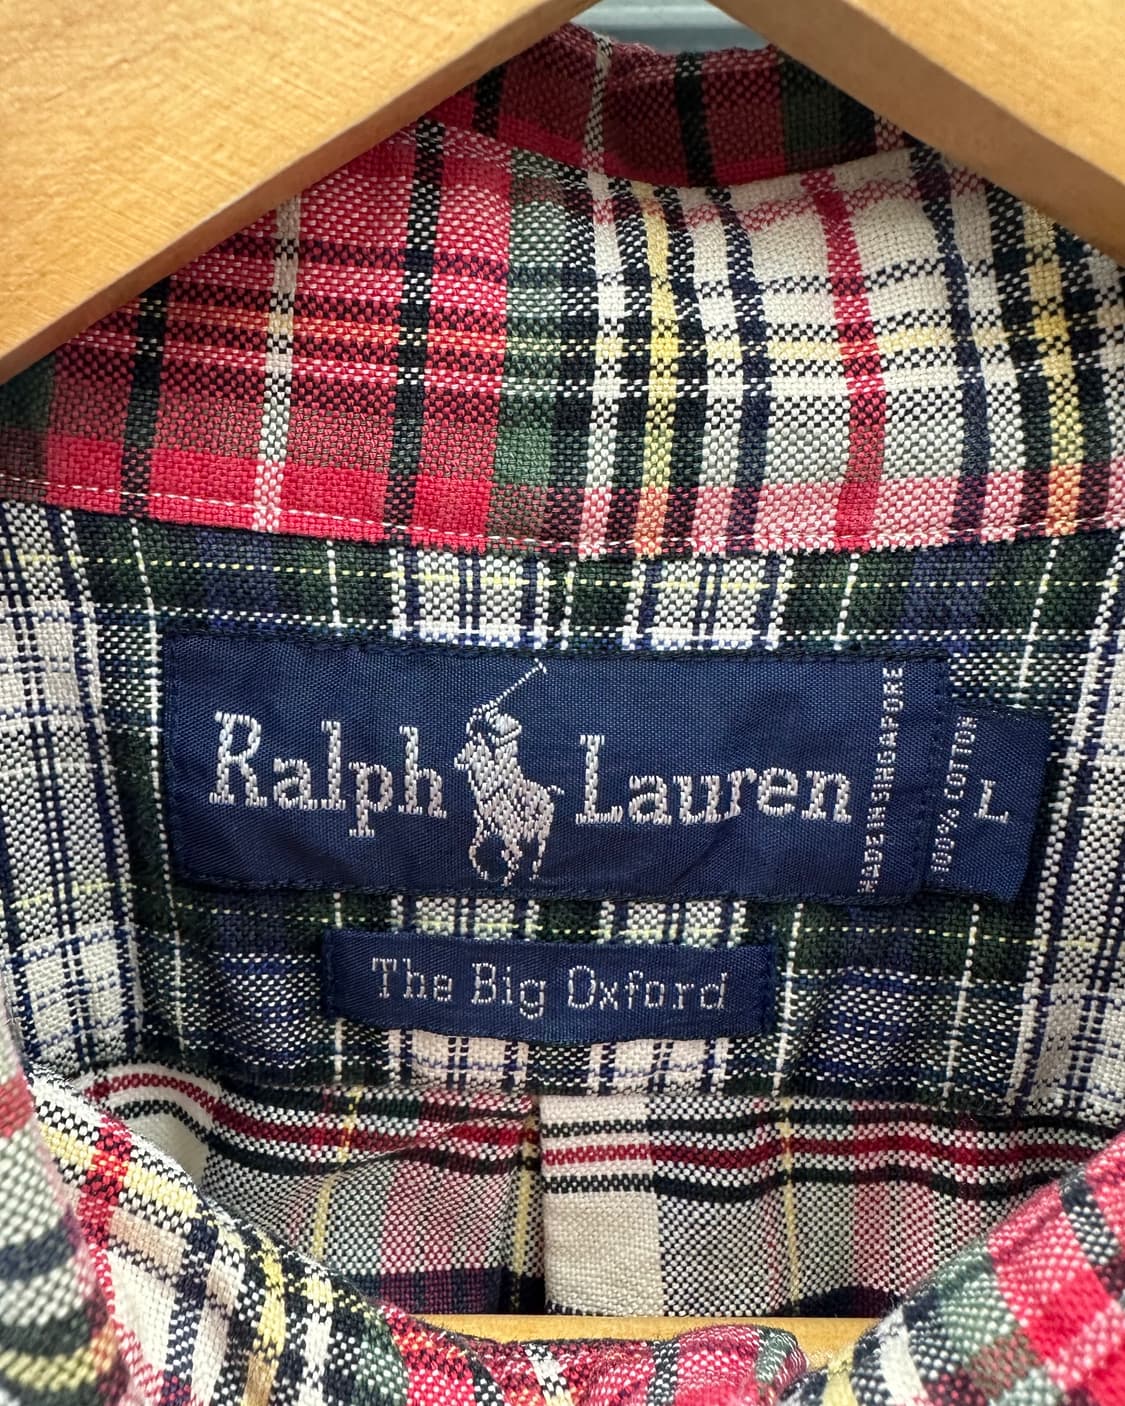 Ralph Lauren
MADE IN SINGAPORE
100% COTTON
L
The Big Oxford